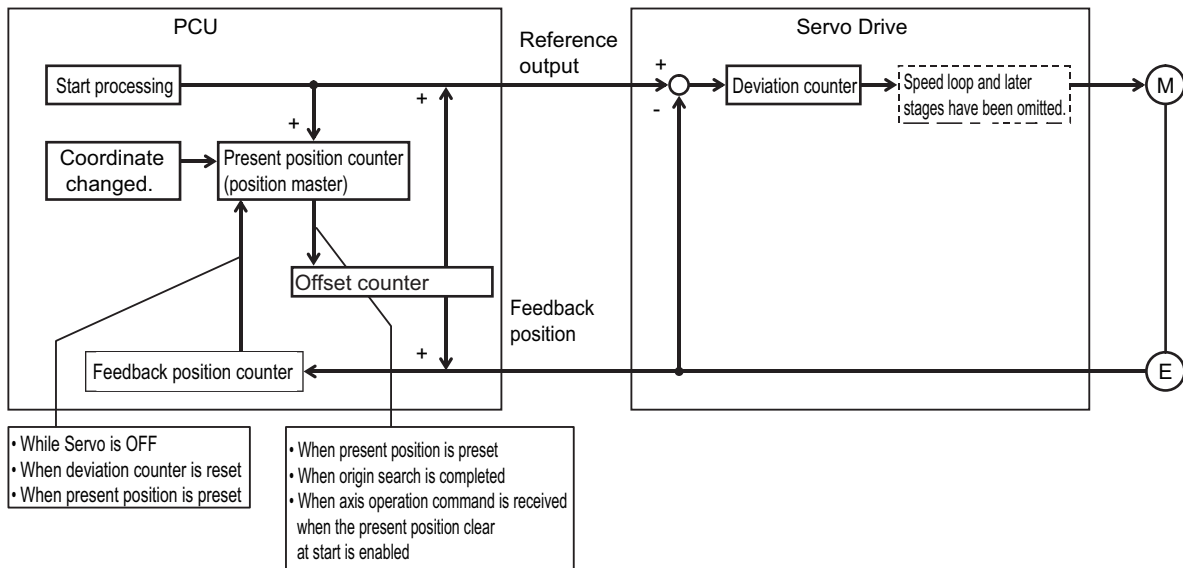 PCU
Servo Drive
Reference
output
Start processing
+
+
+
-
Deviation counter
Speed loop and later
stages have been omitted.
M
Coordinate
changed.
Present position counter
(position master)
Offset counter
Feedback
position
+
Feedback position counter
E
• While Servo is OFF
• When deviation counter is reset
• When present position is preset
• When present position is preset
• When origin search is completed
• When axis operation command is received
when the present position clear
at start is enabled